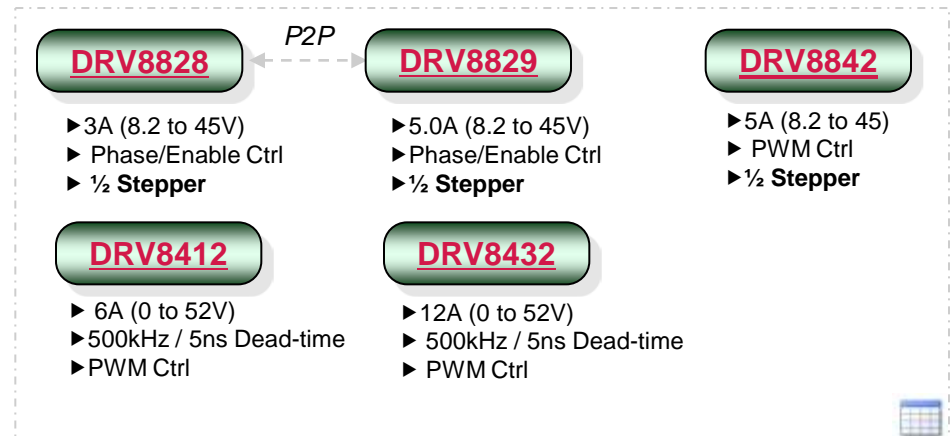 P2P
DRV8828
DRV8829
DRV8842
►3A (8.2 to 45V)
► Phase/Enable Ctrl
► ½ Stepper
►5.0A (8.2 to 45V)
►Phase/Enable Ctrl
►½ Stepper
►5A (8.2 to 45)
► PWM Ctrl
►½ Stepper
DRV8412
DRV8432
► 6A (0 to 52V)
►500kHz / 5ns Dead-time
►PWM Ctrl
►12A (0 to 52V)
► 500kHz / 5ns Dead-time
► PWM Ctrl